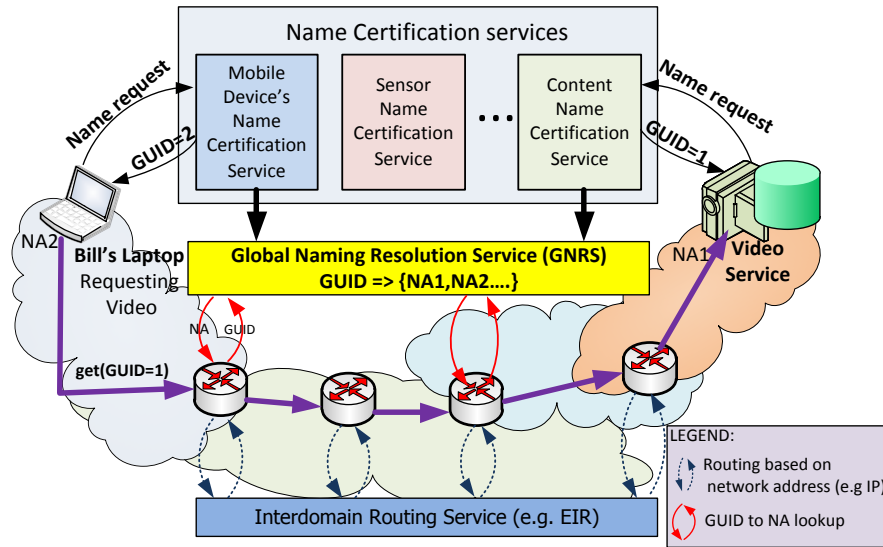 Name Certification services
Mobile
Device's
Name
Certification
Service
Sensor
Name
Certification
Service
...
Content
Name
Certification
Service
Name request
GUID=2
Name request
GUID=1
NA2
Bill's Laptop
Requesting
Video
Global Naming Resolution Service (GNRS)
GUID => {NA1,NA2....}
NA1
Video
Service
NA
GUID
get(GUID=1)
Interdomain Routing Service (e.g. EIR)
LEGEND:
Routing based on
network address (e.g IP)
GUID to NA lookup